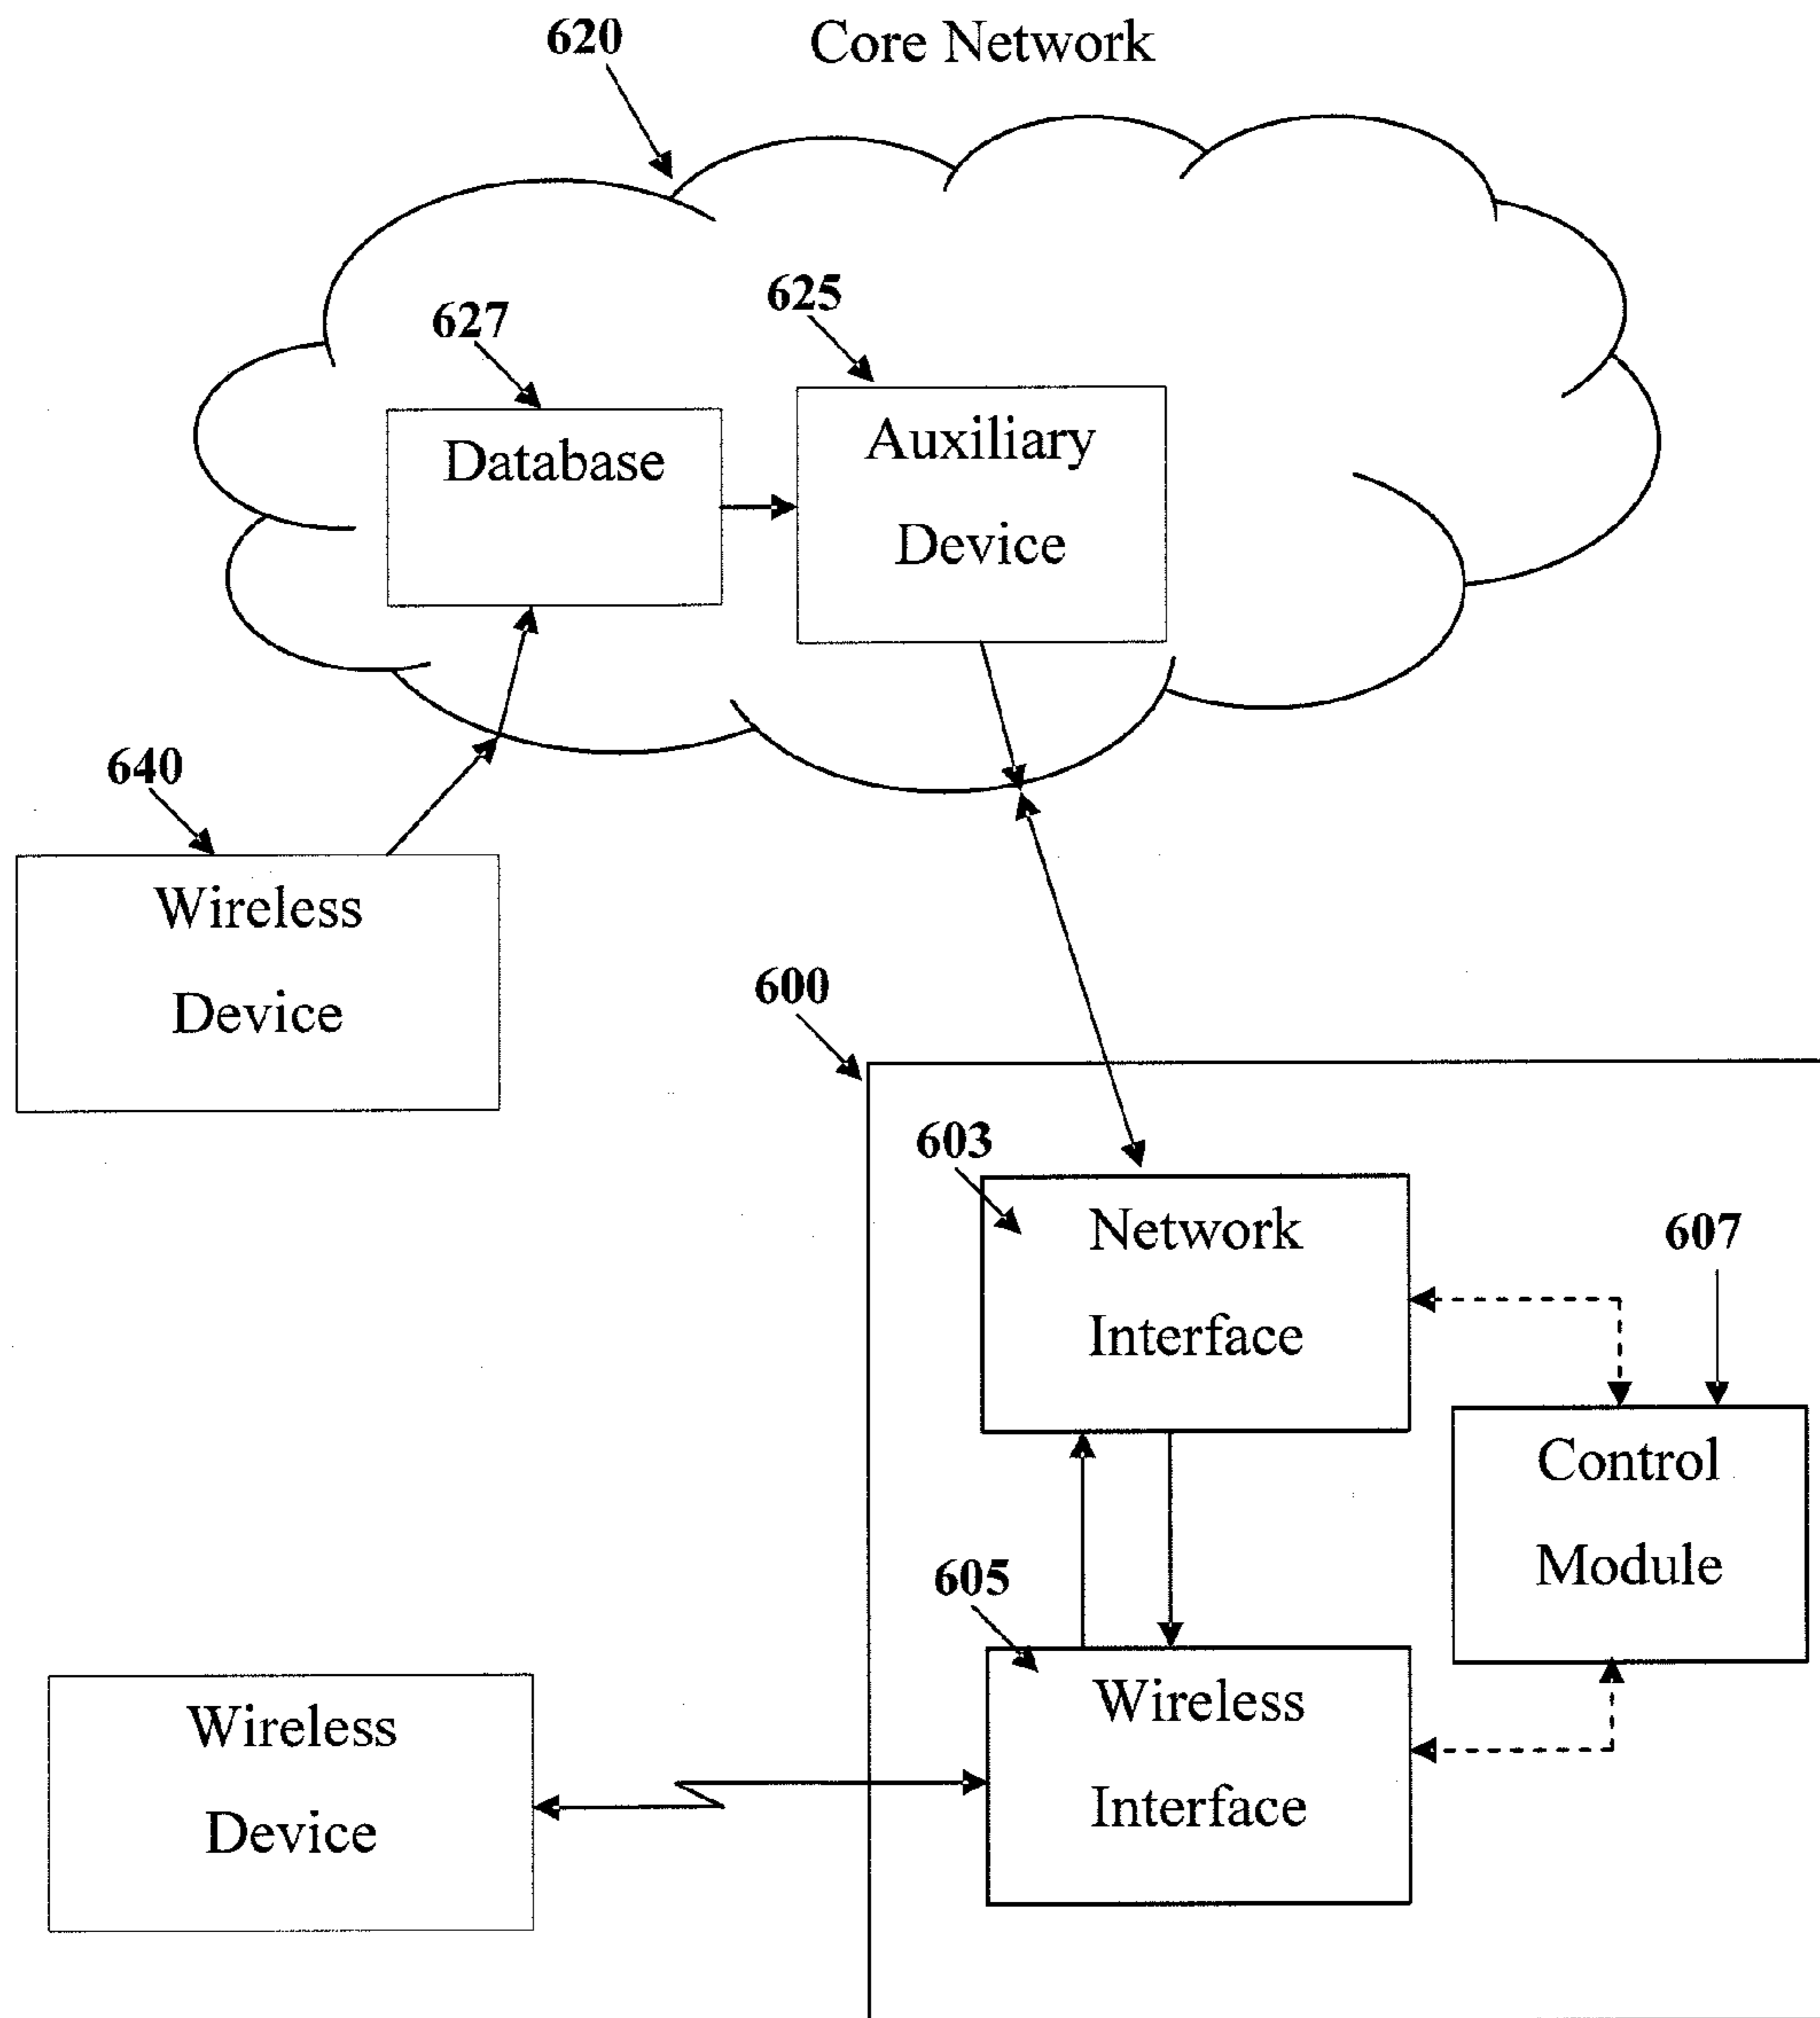 620
Core Network
625
627
Database
Auxiliary
Device
640
Wireless
Device
600
603
Network
Interface
607
Control
Module
605
Wireless
Interface
Wireless
Device